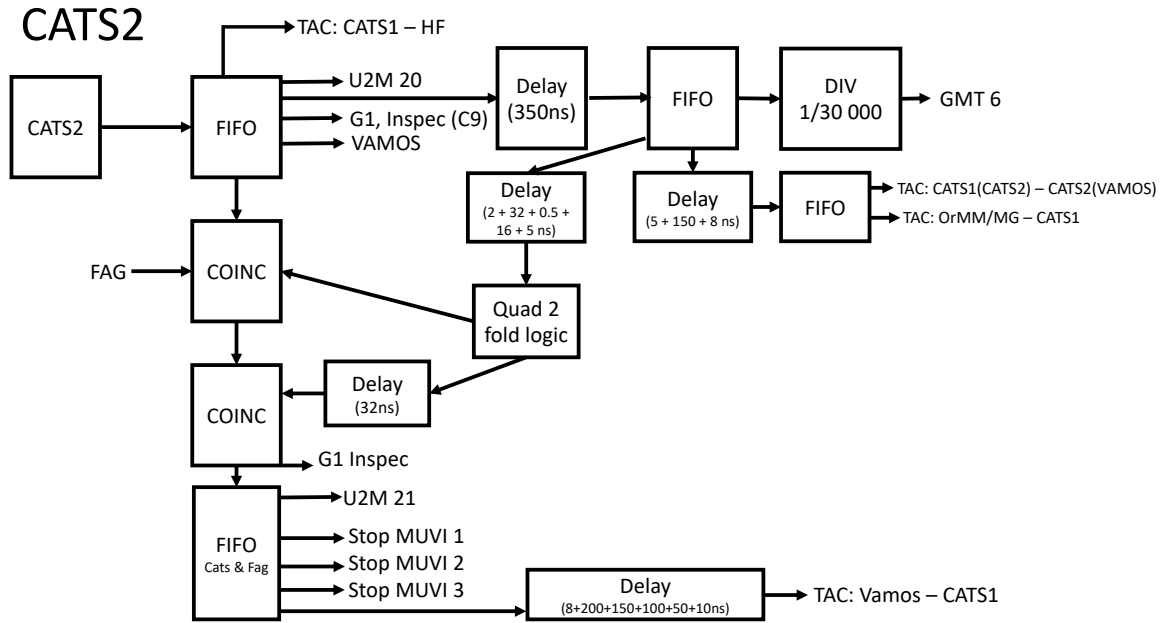 CATS2
TAC: CATS1 – HF
CATS2
FIFO
U2M 20
G1, Inspec (C9)
VAMOS
Delay
(350ns)
FIFO
DIV
1/30 000
GMT 6
Delay
(2 + 32 + 0.5 +
16 + 5 ns)
Delay
(5 + 150 + 8 ns)
FIFO
TAC: CATS1(CATS2) – CATS2(VAMOS)
TAC: OrMM/MG – CATS1
FAG
COINC
Quad 2
fold logic
COINC
Delay
(32ns)
G1 Inspec
FIFO
Cats & Fag
U2M 21
Stop MUVI 1
Stop MUVI 2
Stop MUVI 3
Delay
(8+200+150+100+50+10ns)
TAC: Vamos – CATS1